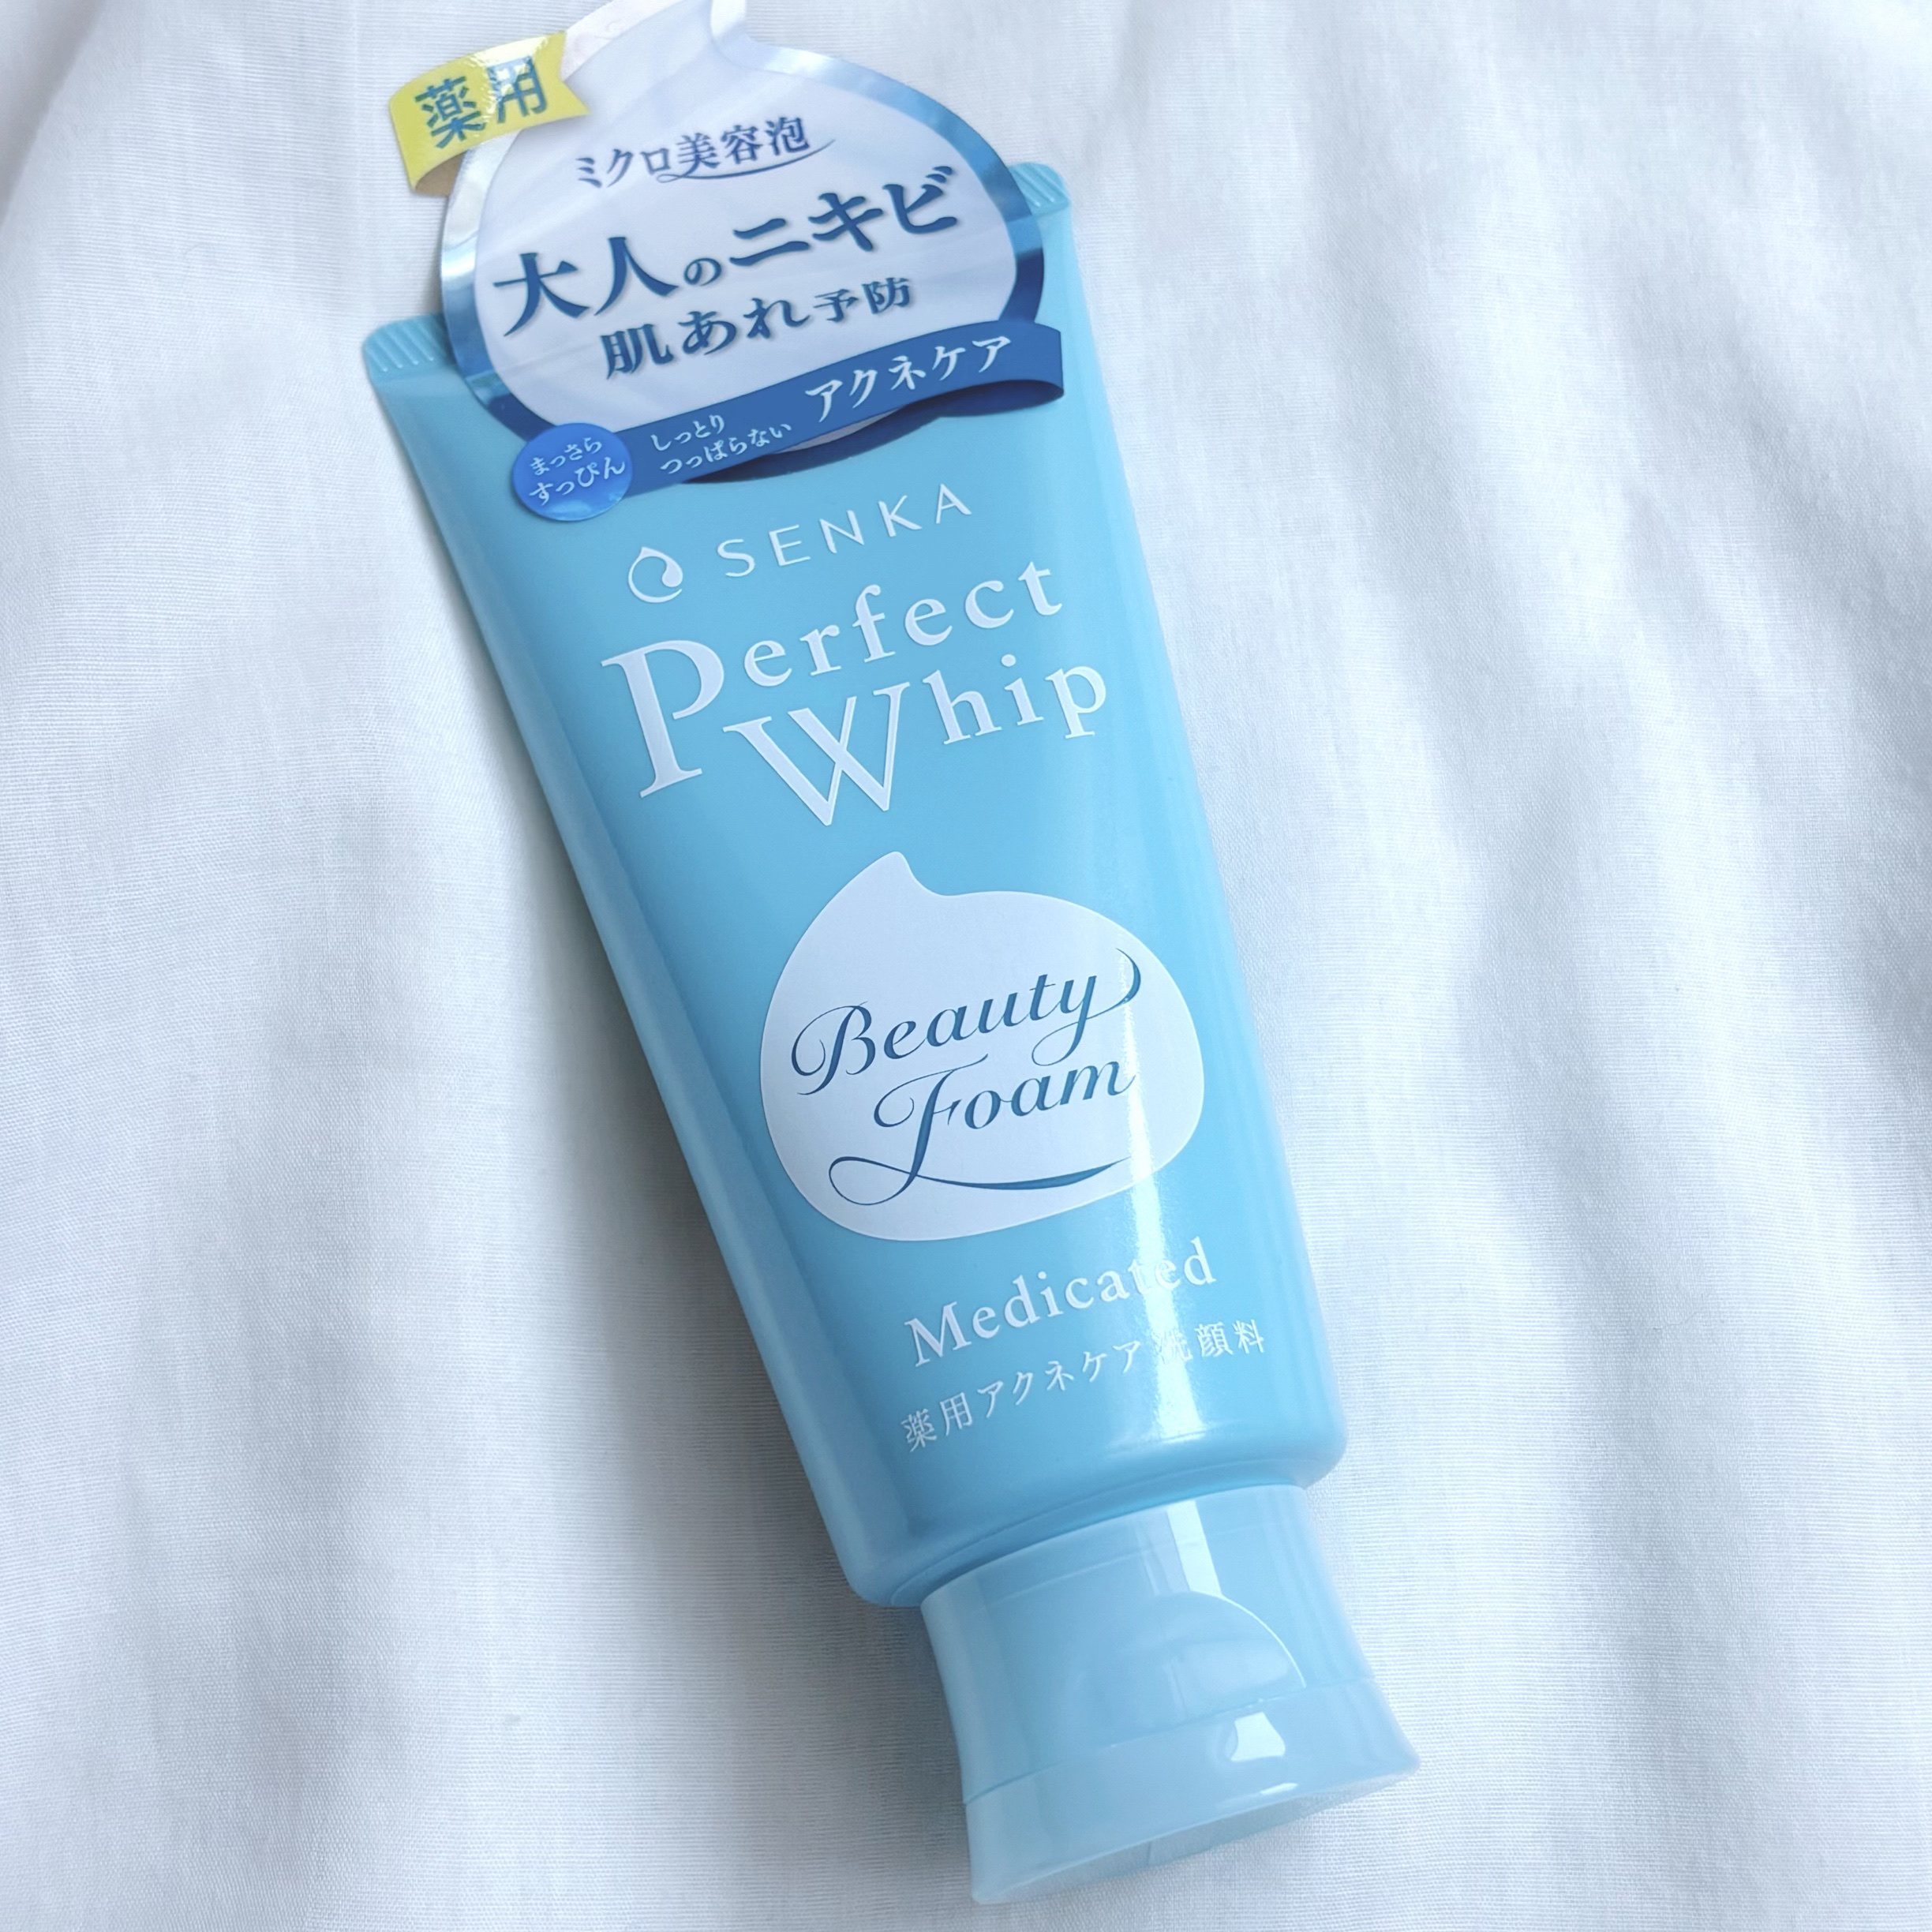 薬用
ミクロ美容泡
大人のニキビ
肌あれ予防
まっさら
すっぴん
しっとり
つっぱらない
アクネケア
SENKA
Perfect
Whip
Beauty
Foam
Medicated
薬用アクネケア洗顔料